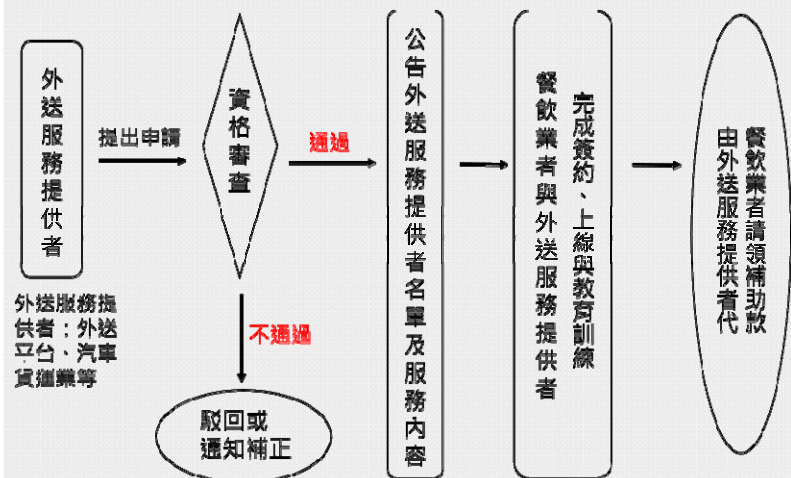 外送服務提供者
提出申請
資格審查
通過
公告外送服務提供者名單及服務內容
餐飲業者與外送服務提供者
完成簽約、上線與教育訓練
由外送服務提供者代
餐飲業者請領補助款
外送服務提
供者；外送
平台、汽車
貨運業等
不通過
駁回或
通知補正